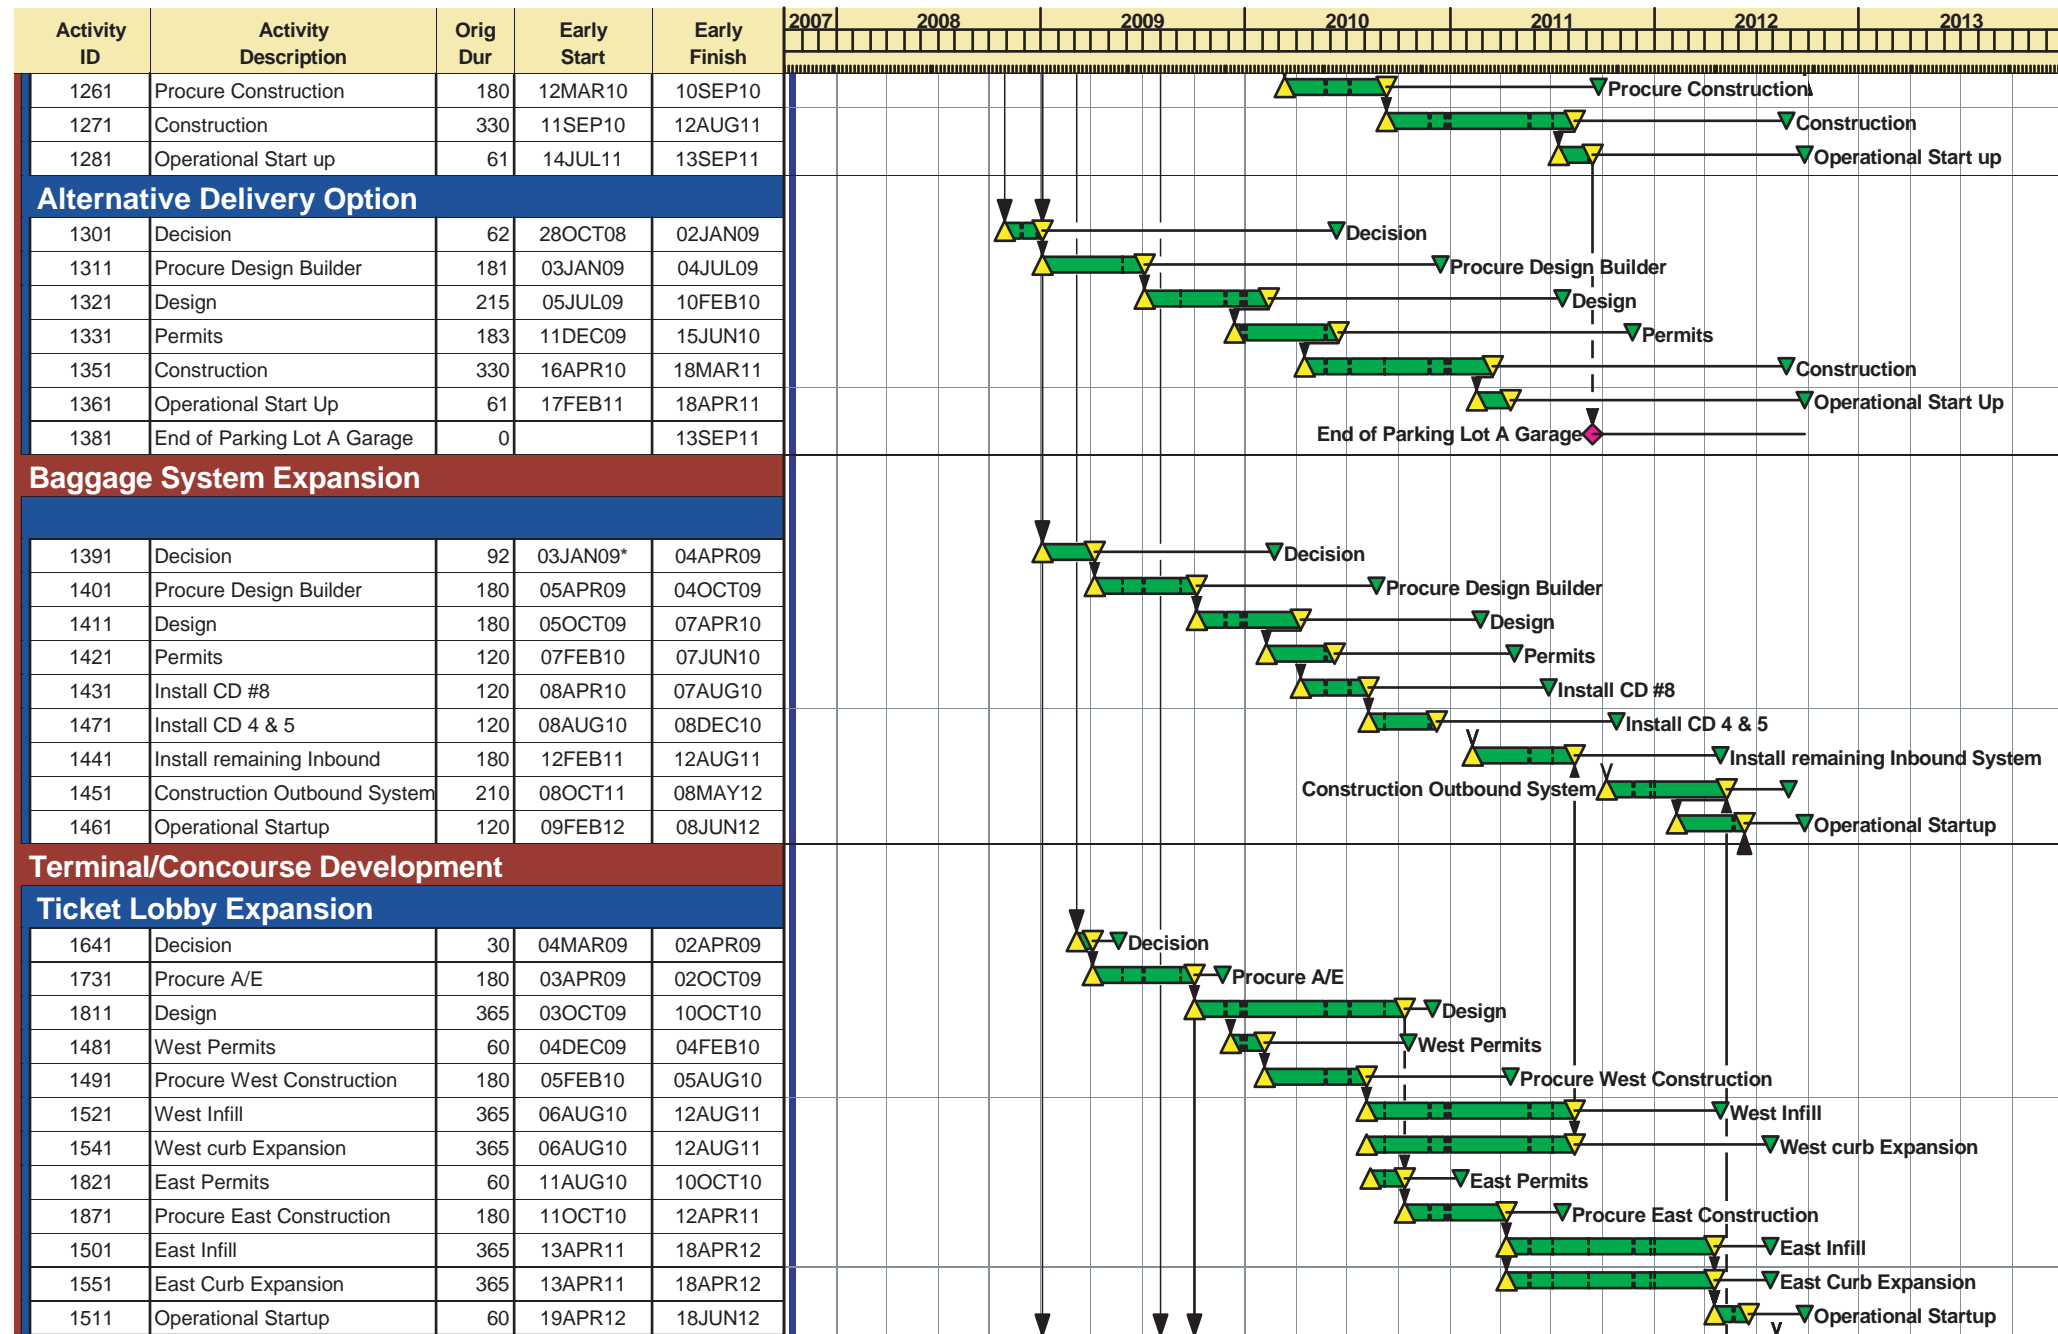 Activity ID Activity Description Orig Dur Early Start Early Finish 2007 2008 2009 2010 2011 2012 2013
1261 Procure Construction 180 12MAR10 10SEP10 Procure Construction
1271 Construction 330 11SEP10 12AUG11 Construction
1281 Operational Start up 61 14JUL11 13SEP11 Operational Start up
Alternative Delivery Option
1301 Decision 62 28OCT08 02JAN09 Decision
1311 Procure Design Builder 181 03JAN09 04JUL09 Procure Design Builder
1321 Design 215 05JUL09 10FEB10 Design
1331 Permits 183 11DEC09 15JUN10 Permits
1351 Construction 330 16APR10 18MAR11 Construction
1361 Operational Start Up 61 17FEB11 18APR11 Operational Start Up
1381 End of Parking Lot A Garage 0 13SEP11 End of Parking Lot A Garage
Baggage System Expansion
1391 Decision 92 03JAN09* 04APR09 Decision
1401 Procure Design Builder 180 05APR09 04OCT09 Procure Design Builder
1411 Design 180 05OCT09 07APR10 Design
1421 Permits 120 07FEB10 07JUN10 Permits
1431 Install CD #8 120 08APR10 07AUG10 Install CD #8
1471 Install CD 4 & 5 120 08AUG10 08DEC10 Install CD 4 & 5
1441 Install remaining Inbound 180 12FEB11 12AUG11 Install remaining Inbound System
1451 Construction Outbound System 210 08OCT11 08MAY12 Construction Outbound System
1461 Operational Startup 120 09FEB12 08JUN12 Operational Startup
Terminal/Concourse Development
Ticket Lobby Expansion
1641 Decision 30 04MAR09 02APR09 Decision
1731 Procure A/E 180 03APR09 02OCT09 Procure A/E
1811 Design 365 03OCT09 10OCT10 Design
1481 West Permits 60 04DEC09 04FEB10 West Permits
1491 Procure West Construction 180 05FEB10 05AUG10 Procure West Construction
1521 West Infill 365 06AUG10 12AUG11 West Infill
1541 West curb Expansion 365 06AUG10 12AUG11 West curb Expansion
1821 East Permits 60 11AUG10 10OCT10 East Permits
1871 Procure East Construction 180 11OCT10 12APR11 Procure East Construction
1501 East Infill 365 13APR11 18APR12 East Infill
1551 East Curb Expansion 365 13APR11 18APR12 East Curb Expansion
1511 Operational Startup 60 19APR12 18JUN12 Operational Startup